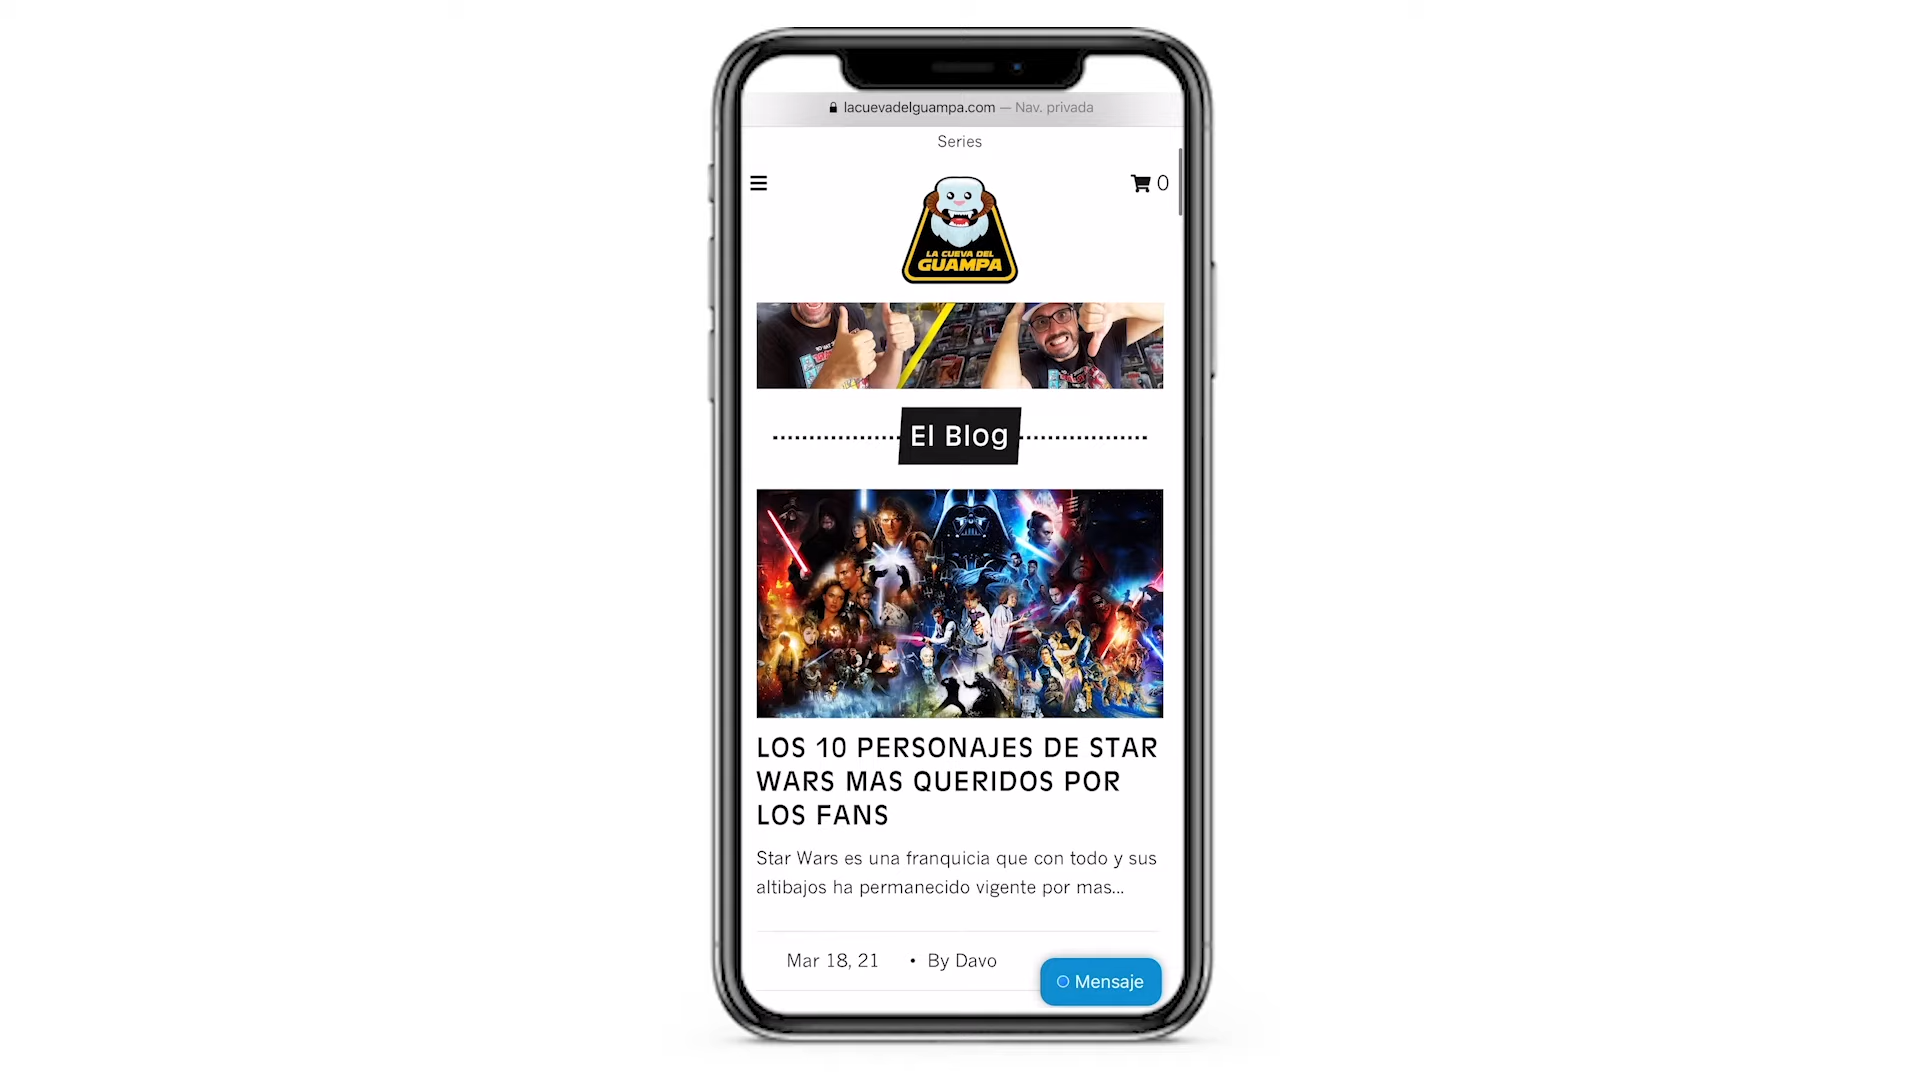 lacuevadelguampa.com — Nav. privada
Series
0
LA CUEVA DEL
GUAMPA
El Blog
LOS 10 PERSONAJES DE STAR
WARS MAS QUERIDOS POR
LOS FANS
Star Wars es una franquicia que con todo y sus
altibajos ha permanecido vigente por mas...
Mar 18, 21 • By Davo
Mensaje